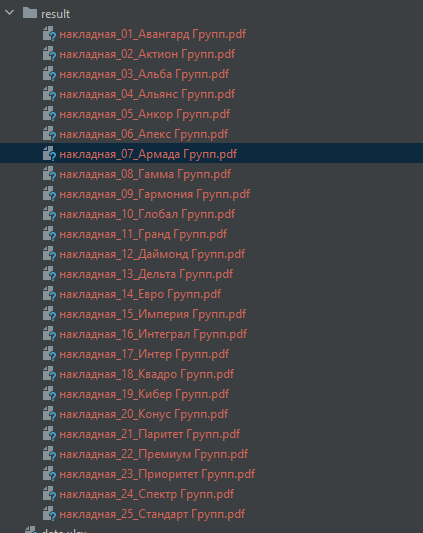 result
накладная_01_Авангард Групп.pdf
накладная_02_Актион Групп.pdf
накладная_03_Альба Групп.pdf
накладная_04_Альянс Групп.pdf
накладная_05_Анкор Групп.pdf
накладная_06_Апекс Групп.pdf
накладная_07_Армада Групп.pdf
накладная_08_Гамма Групп.pdf
накладная_09_Гармония Групп.pdf
накладная_10_Глобал Групп.pdf
накладная_11_Гранд Групп.pdf
накладная_12_Даймонд Групп.pdf
накладная_13_Дельта Групп.pdf
накладная_14_Евро Групп.pdf
накладная_15_Империя Групп.pdf
накладная_16_Интеграл Групп.pdf
накладная_17_Интер Групп.pdf
накладная_18_Квадро Групп.pdf
накладная_19_Кибер Групп.pdf
накладная_20_Конус Групп.pdf
накладная_21_Паритет Групп.pdf
накладная_22_Премиум Групп.pdf
накладная_23_Приоритет Групп.pdf
накладная_24_Спектр Групп.pdf
накладная_25_Стандарт Групп.pdf